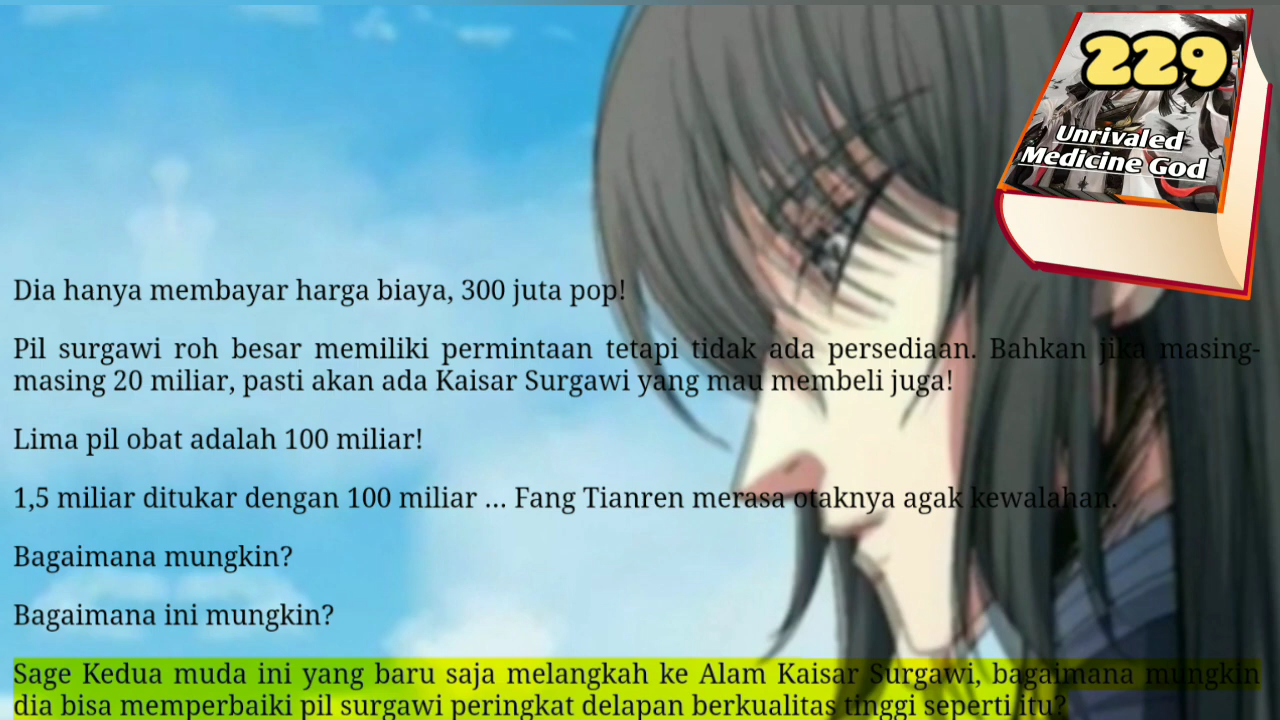 229
Unrivaled
Medicine God
Dia hanya membayar harga biaya, 300 juta pop!
Pil surgawi roh besar memiliki permintaan tetapi tidak ada persediaan. Bahkan jika masing-
masing 20 miliar, pasti akan ada Kaisar Surgawi yang mau membeli juga!
Lima pil obat adalah 100 miliar!
1,5 miliar ditukar dengan 100 miliar ... Fang Tianren merasa otaknya agak kewalahan.
Bagaimana mungkin?
Bagaimana ini mungkin?
Sage Kedua muda ini yang baru saja melangkah ke Alam Kaisar Surgawi, bagaimana mungkin
dia bisa memperbaiki pil surgawi peringkat delapan berkualitas tinggi seperti itu?